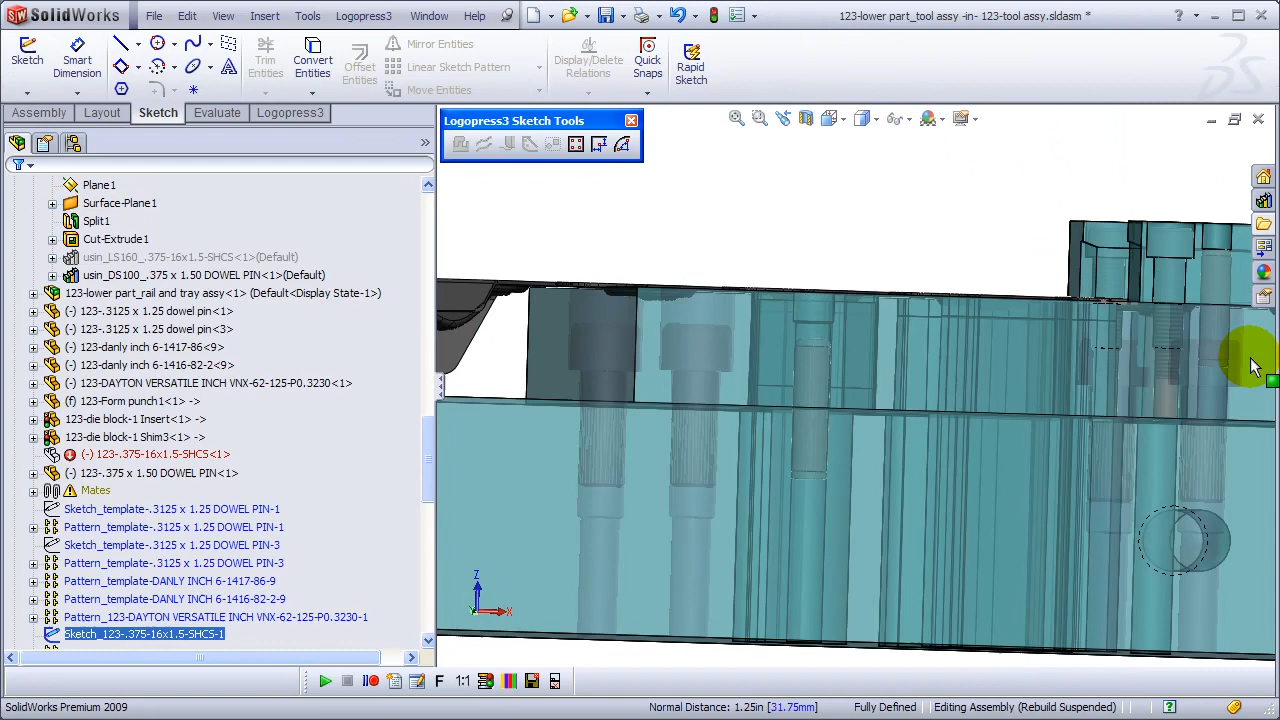 SolidWorks File Edit View Insert Tools Logopress3 Window Help 123-lower part_tool assy -in- 123-tool assy.sldasm *
Sketch
Smart Dimension
Trim Entities
Convert Entities
Offset Entities
Mirror Entities
Linear Sketch Pattern
Move Entities
Display/Delete Relations
Quick Snaps
Rapid Sketch
Assembly Layout Sketch Evaluate Logopress3
Logopress3 Sketch Tools
Plane1
Surface-Plane1
Split1
Cut-Extrude1
usin_LS160_.375-16x1.5-SHCS<1>(Default)
usin_DS100_.375 x 1.50 DOWEL PIN<1>(Default)
123-lower part_rail and tray assy<1> (Default<Display State-1>)
(-) 123-.3125 x 1.25 dowel pin<1>
(-) 123-.3125 x 1.25 dowel pin<3>
(-) 123-danly inch 6-1417-86<9>
(-) 123-danly inch 6-1416-82-2<9>
(-) 123-DAYTON VERSATILE INCH VNX-62-125-P0.3230<1>
(f) 123-Form punch1<1> ->
123-die block-1 Insert<1> ->
123-die block-1 Shim3<1> ->
(-) 123-.375-16x1.5-SHCS<1>
(-) 123-.375 x 1.50 DOWEL PIN<1>
Mates
Sketch_template-.3125 x 1.25 DOWEL PIN-1
Pattern_template-.3125 x 1.25 DOWEL PIN-1
Sketch_template-.3125 x 1.25 DOWEL PIN-3
Pattern_template-.3125 x 1.25 DOWEL PIN-3
Pattern_template-DANLY INCH 6-1417-86-9
Pattern_template-DANLY INCH 6-1416-82-2-9
Pattern_123-DAYTON VERSATILE INCH VNX-62-125-P0.3230-1
Sketch_123-.375-16x1.5-SHCS-1
Z
X
Y
F 1:1
SolidWorks Premium 2009 Normal Distance: 1.25in [31.75mm] Fully Defined Editing Assembly (Rebuild Suspended)